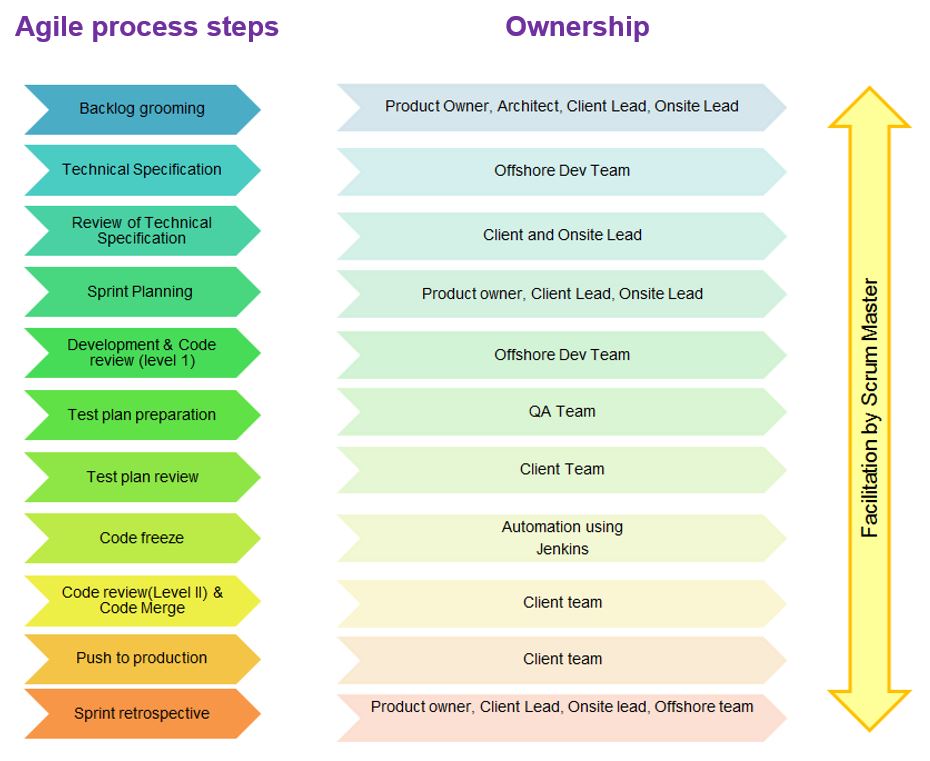 Agile process steps
Ownership
Backlog grooming
Product Owner, Architect, Client Lead, Onsite Lead
Technical Specification
Offshore Dev Team
Review of Technical
Specification
Client and Onsite Lead
Sprint Planning
Product owner, Client Lead, Onsite Lead
Development & Code
review (level 1)
Offshore Dev Team
Test plan preparation
QA Team
Test plan review
Client Team
Code freeze
Automation using
Jenkins
Code review(Level II) &
Code Merge
Client team
Push to production
Client team
Sprint retrospective
Product owner, Client Lead, Onsite lead, Offshore team
Facilitation by Scrum Master